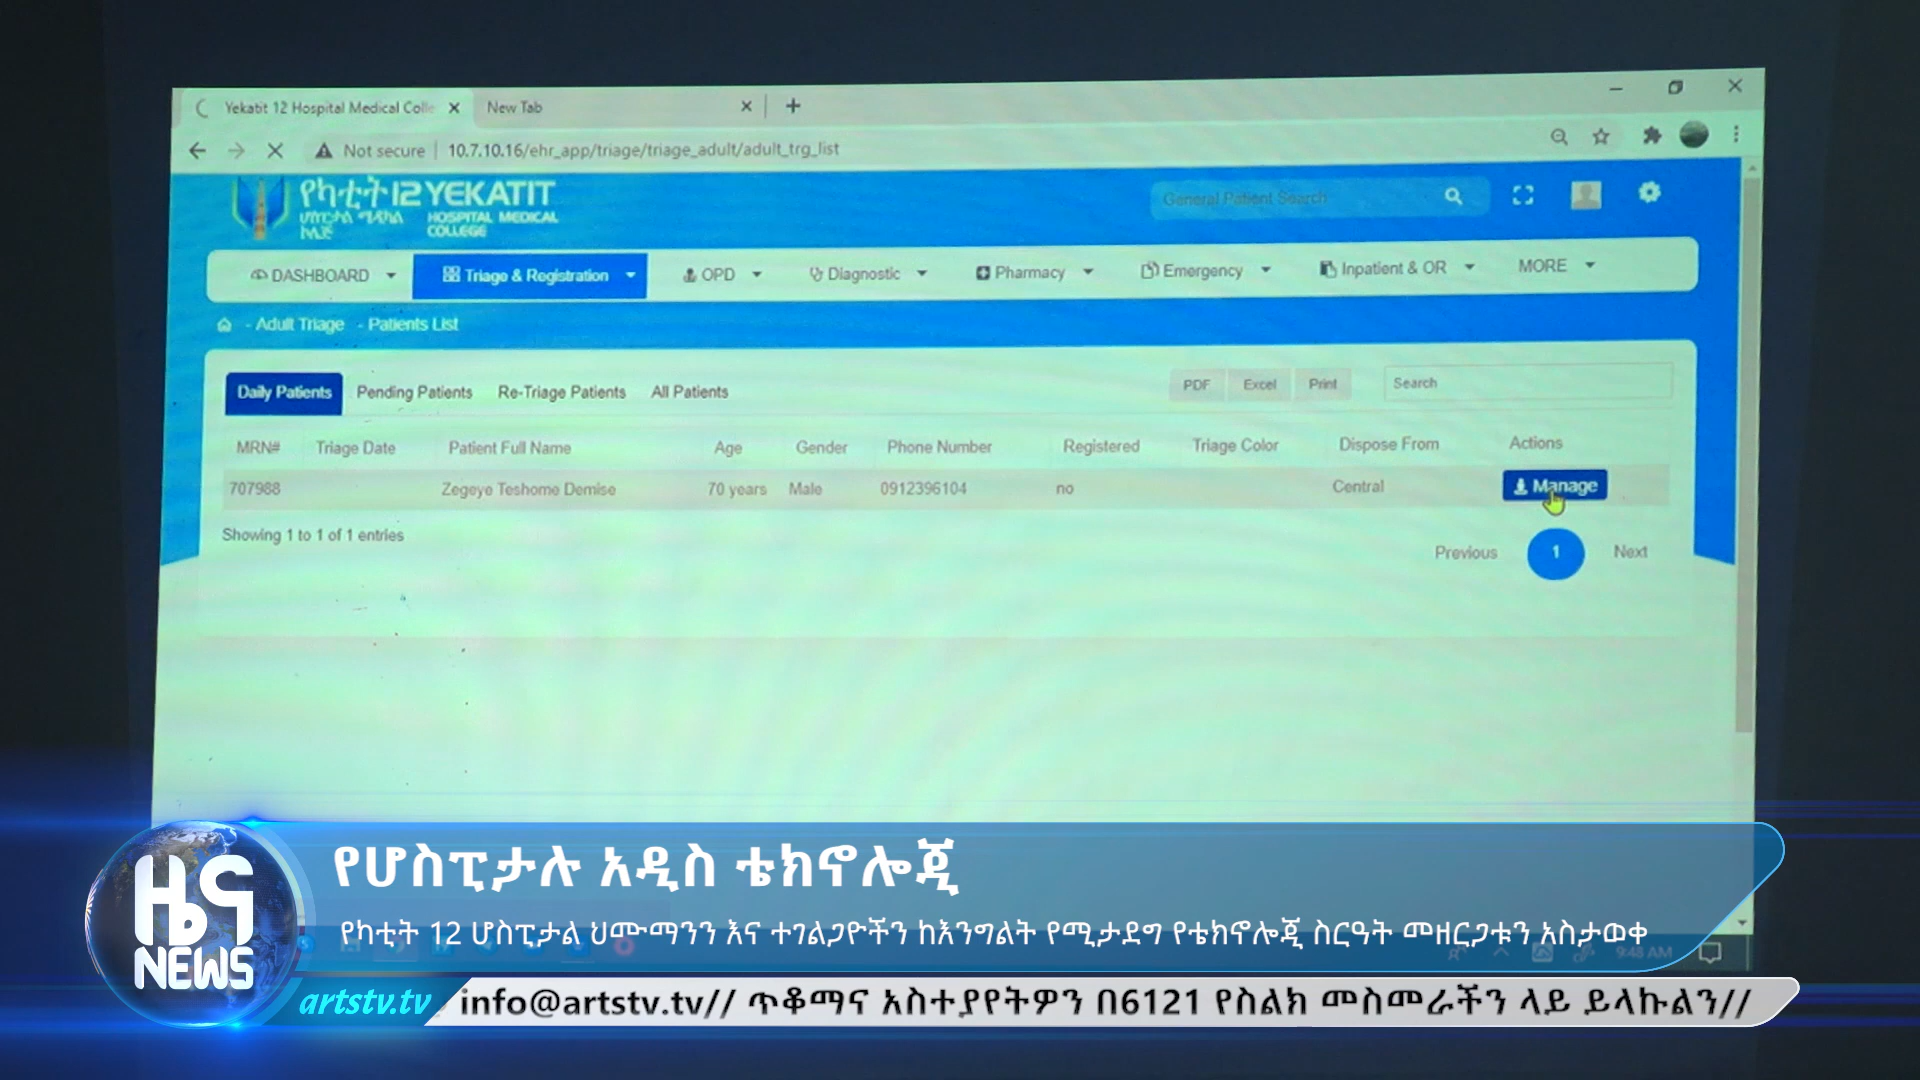 Yekatit 12 Hospital Medical Colle
New Tab
Not secure
10.7.10.16/ehr_app/triage/triage_adult/adult_trg_list
የካቲት 12 YEKATIT
HOSPITAL MEDICAL
COLLEGE
General Patient Search
DASHBOARD
Triage & Registration
OPD
Diagnostic
Pharmacy
Emergency
Inpatient & OR
MORE
- Adult Triage - Patients List
Daily Patients
Pending Patients
Re-Triage Patients
All Patients
PDF
Excel
Print
Search
MRN# Triage Date Patient Full Name Age Gender Phone Number Registered Triage Color Dispose From Actions
707988 Zegeye Teshome Demise 70 years Male 0912396104 no Central Manage
Showing 1 to 1 of 1 entries
Previous 1 Next
ዜና
NEWS
የሆስፒታሉ አዲስ ቴክኖሎጂ
የካቲት 12 ሆስፒታል ህሙማንን እና ተገልጋዮችን ከእንግልት የሚታደግ የቴክኖሎጂ ስርዓት መዘርጋቱን አስታወቀ
9:48 AM
artstv.tv
info@artstv.tv// ጥቆማና አስተያየትዎን በ6121 የስልክ መስመራችን ላይ ይላኩልን//